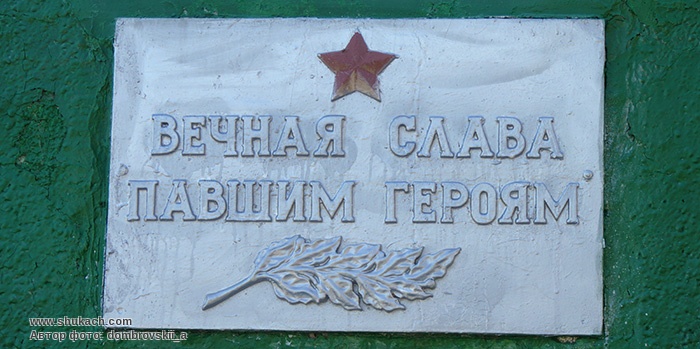 ВЕЧНАЯ СЛАВА
ПАВШИМ ГЕРОЯМ
www.shukach.com
Автор фото: dombrovskii_a